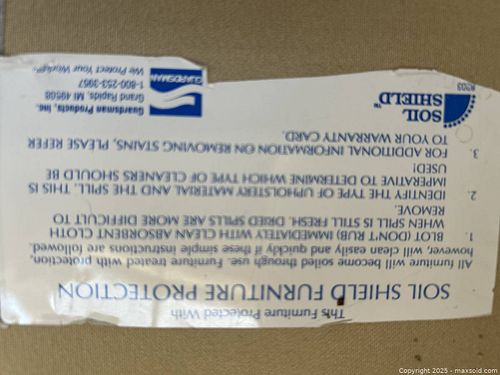 This Furniture Protected With
SOIL SHIELD FURNITURE PROTECTION
All furniture will become soiled through use. Furniture treated with protection,
however, will clean easily and quickly if these simple instructions are followed.
1. BLOT (DON'T RUB) IMMEDIATELY WITH CLEAN ABSORBENT CLOTH
WHEN SPILL IS STILL FRESH. DRIED SPILLS ARE MORE DIFFICULT TO
REMOVE.
2. IDENTIFY THE TYPE OF UPHOLSTERY MATERIAL AND THE SPILL. THIS IS
IMPERATIVE TO DETERMINE WHICH OF CLEANERS SHOULD BE
USED!
3. FOR ADDITIONAL INFORMATION ON REMOVING STAINS, PLEASE REFER
TO YOUR WARRANTY CARD.
SOIL
SHIELD™
8203
GUARDSMAN
Guardsman Products, Inc.
Grand Rapids, MI 49508
1-800-253-3957
We Protect Your World®
Copyright 2025 - maxsold.com